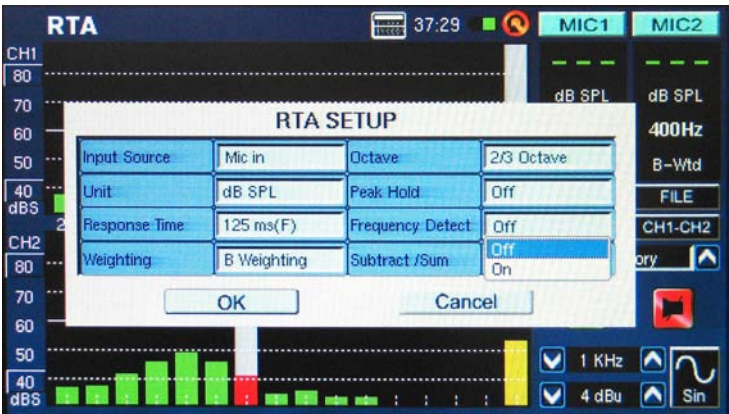 RTA 37:29 MIC1 MIC2
CH1
80
dB SPL dB SPL
70
RTA SETUP
60 400Hz
Input Source Mic in Octave 2/3 Octave
50 B-Wtd
Unit dB SPL Peak Hold Off
40 FILE
dBS
2 Response Time 125 ms(F) Frequency Detect Off CH1-CH2
CH2
Off
Weighting B Weighting Subtract /Sum On
80 ory
70 OK Cancel
60
50 1 KHz
40
dBS 4 dBu Sin